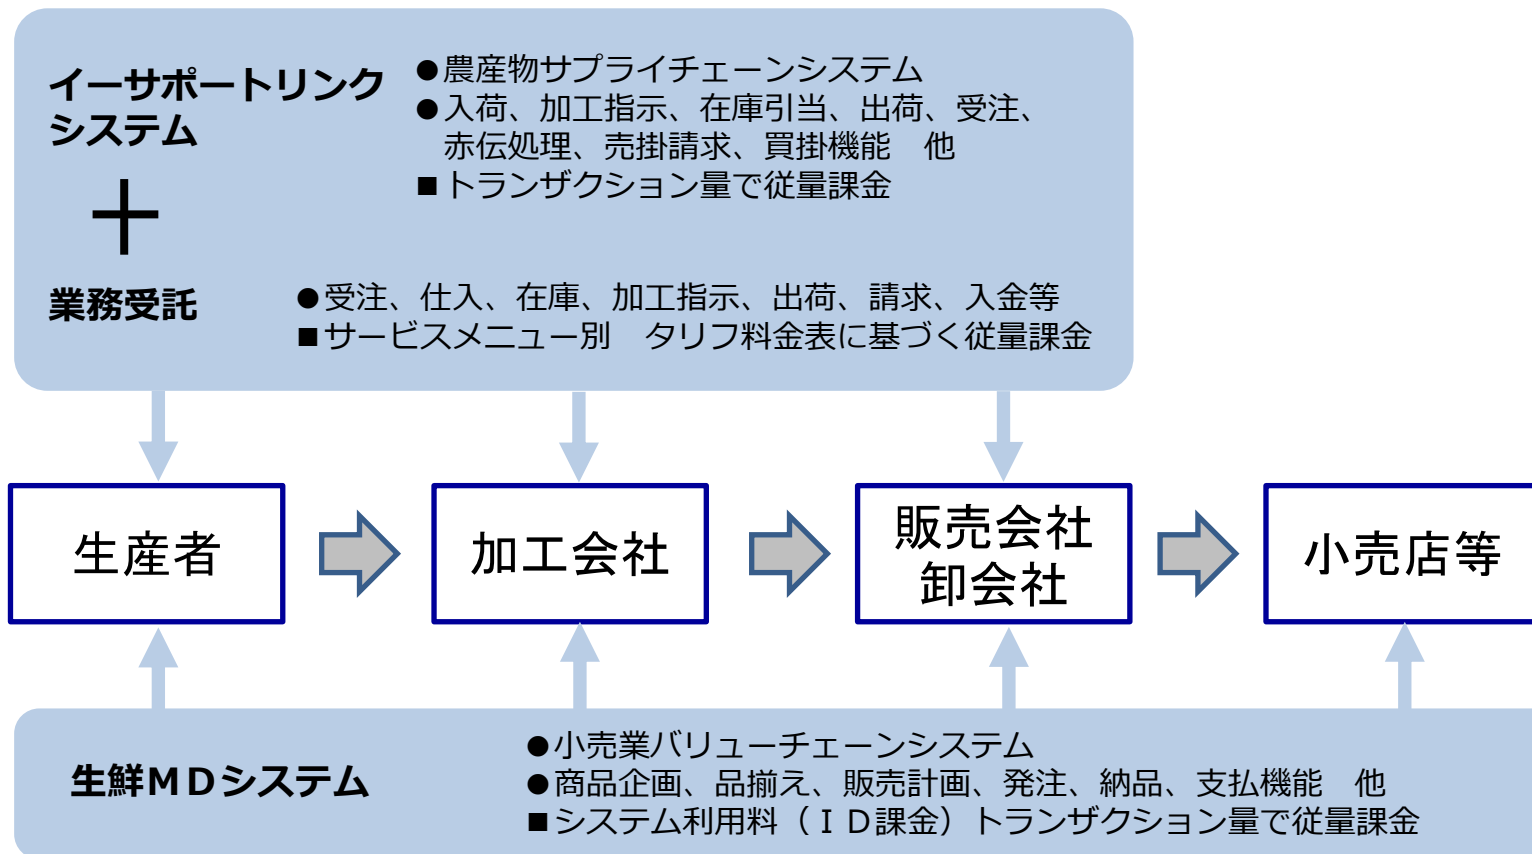 イーサポートリンク
システム
●農産物サプライチェーンシステム
●入荷、加工指示、在庫引当、出荷、受注、
赤伝処理、売掛請求、買掛機能　他
■トランザクション量で従量課金
＋
業務受託
●受注、仕入、在庫、加工指示、出荷、請求、入金等
■サービスメニュー別　タリフ料金表に基づく従量課金
生産者
加工会社
販売会社
卸会社
小売店等
生鮮ＭＤシステム
●小売業バリューチェーンシステム
●商品企画、品揃え、販売計画、発注、納品、支払機能　他
■システム利用料（ＩＤ課金）トランザクション量で従量課金